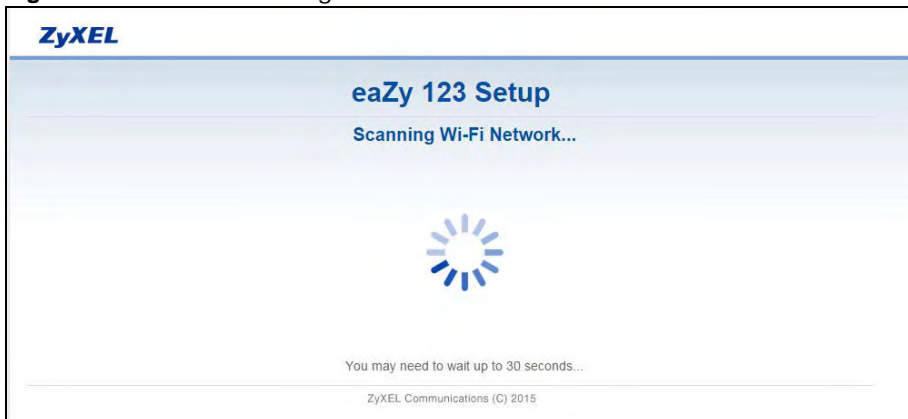 ZyXEL
eaZy 123 Setup
Scanning Wi-Fi Network...
You may need to wait up to 30 seconds...
ZyXEL Communications (C) 2015